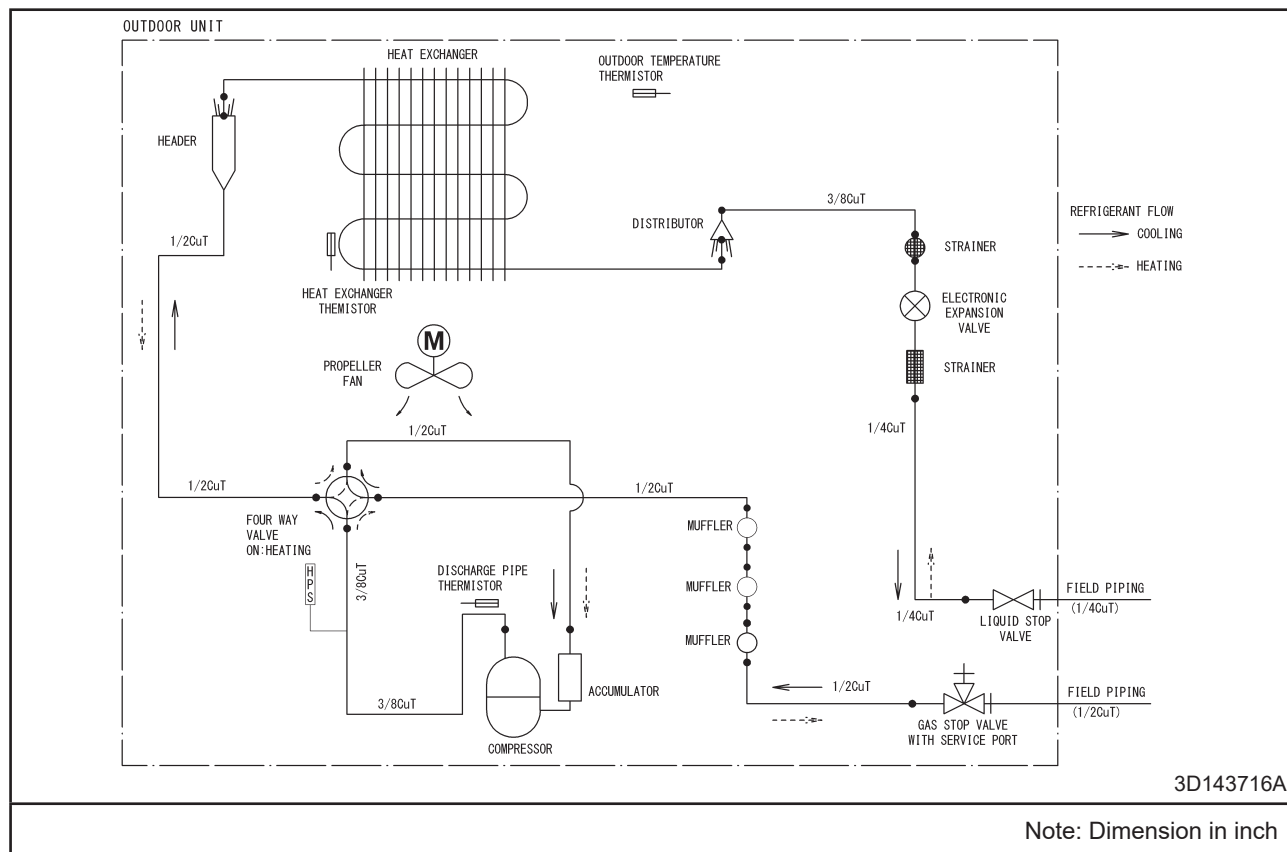 OUTDOOR UNIT
HEAT EXCHANGER
OUTDOOR TEMPERATURE
THERMISTOR
HEADER
3/8CuT
DISTRIBUTOR
REFRIGERANT FLOW
COOLING
HEATING
1/2CuT
STRAINER
HEAT EXCHANGER
THEMISTOR
ELECTRONIC
EXPANSION
VALVE
M
PROPELLER
FAN
STRAINER
1/2CuT
1/4CuT
1/2CuT
1/2CuT
FOUR WAY
VALVE
ON:HEATING
MUFFLER
HPS
3/8CuT
DISCHARGE PIPE
THERMISTOR
MUFFLER
FIELD PIPING
(1/4CuT)
1/4CuT
LIQUID STOP
VALVE
MUFFLER
ACCUMULATOR
1/2CuT
FIELD PIPING
(1/2CuT)
3/8CuT
GAS STOP VALVE
WITH SERVICE PORT
COMPRESSOR
3D143716A
Note: Dimension in inch